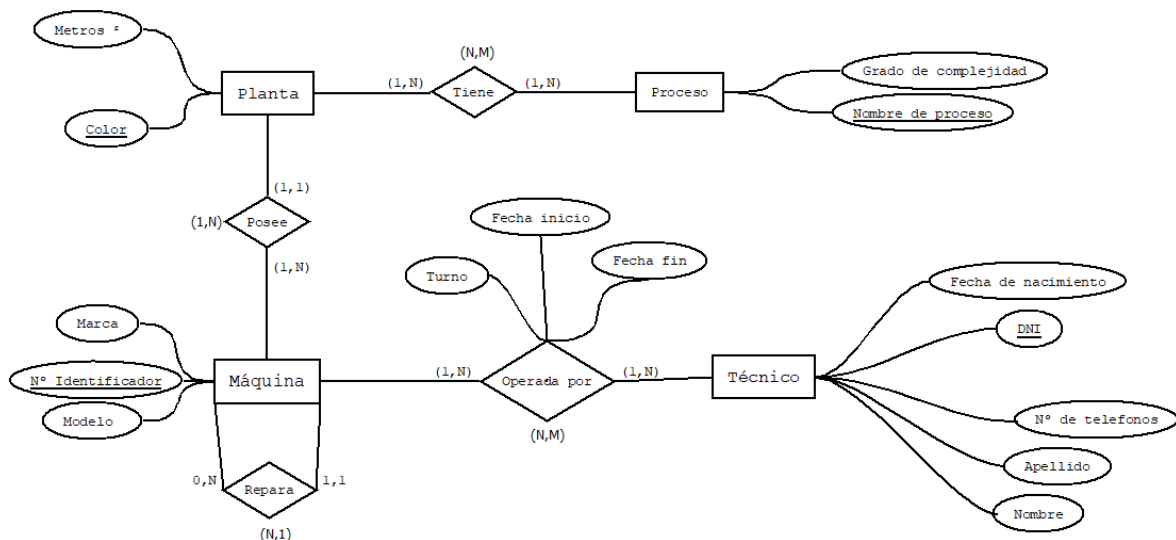 Metros ²
(N,M)
Planta
(1,N)
Tiene
(1,N)
Proceso
Grado de complejidad
Color
Nombre de proceso
(1,1)
(1,N)
Posee
(1,N)
Fecha inicio
Turno
Fecha fin
Fecha de nacimiento
Marca
DNI
Nº Identificador
Máquina
(1,N)
Operada por
(1,N)
Técnico
Modelo
Nº de telefonos
(N,M)
Apellido
0,N
Repara
1,1
Nombre
(N,1)